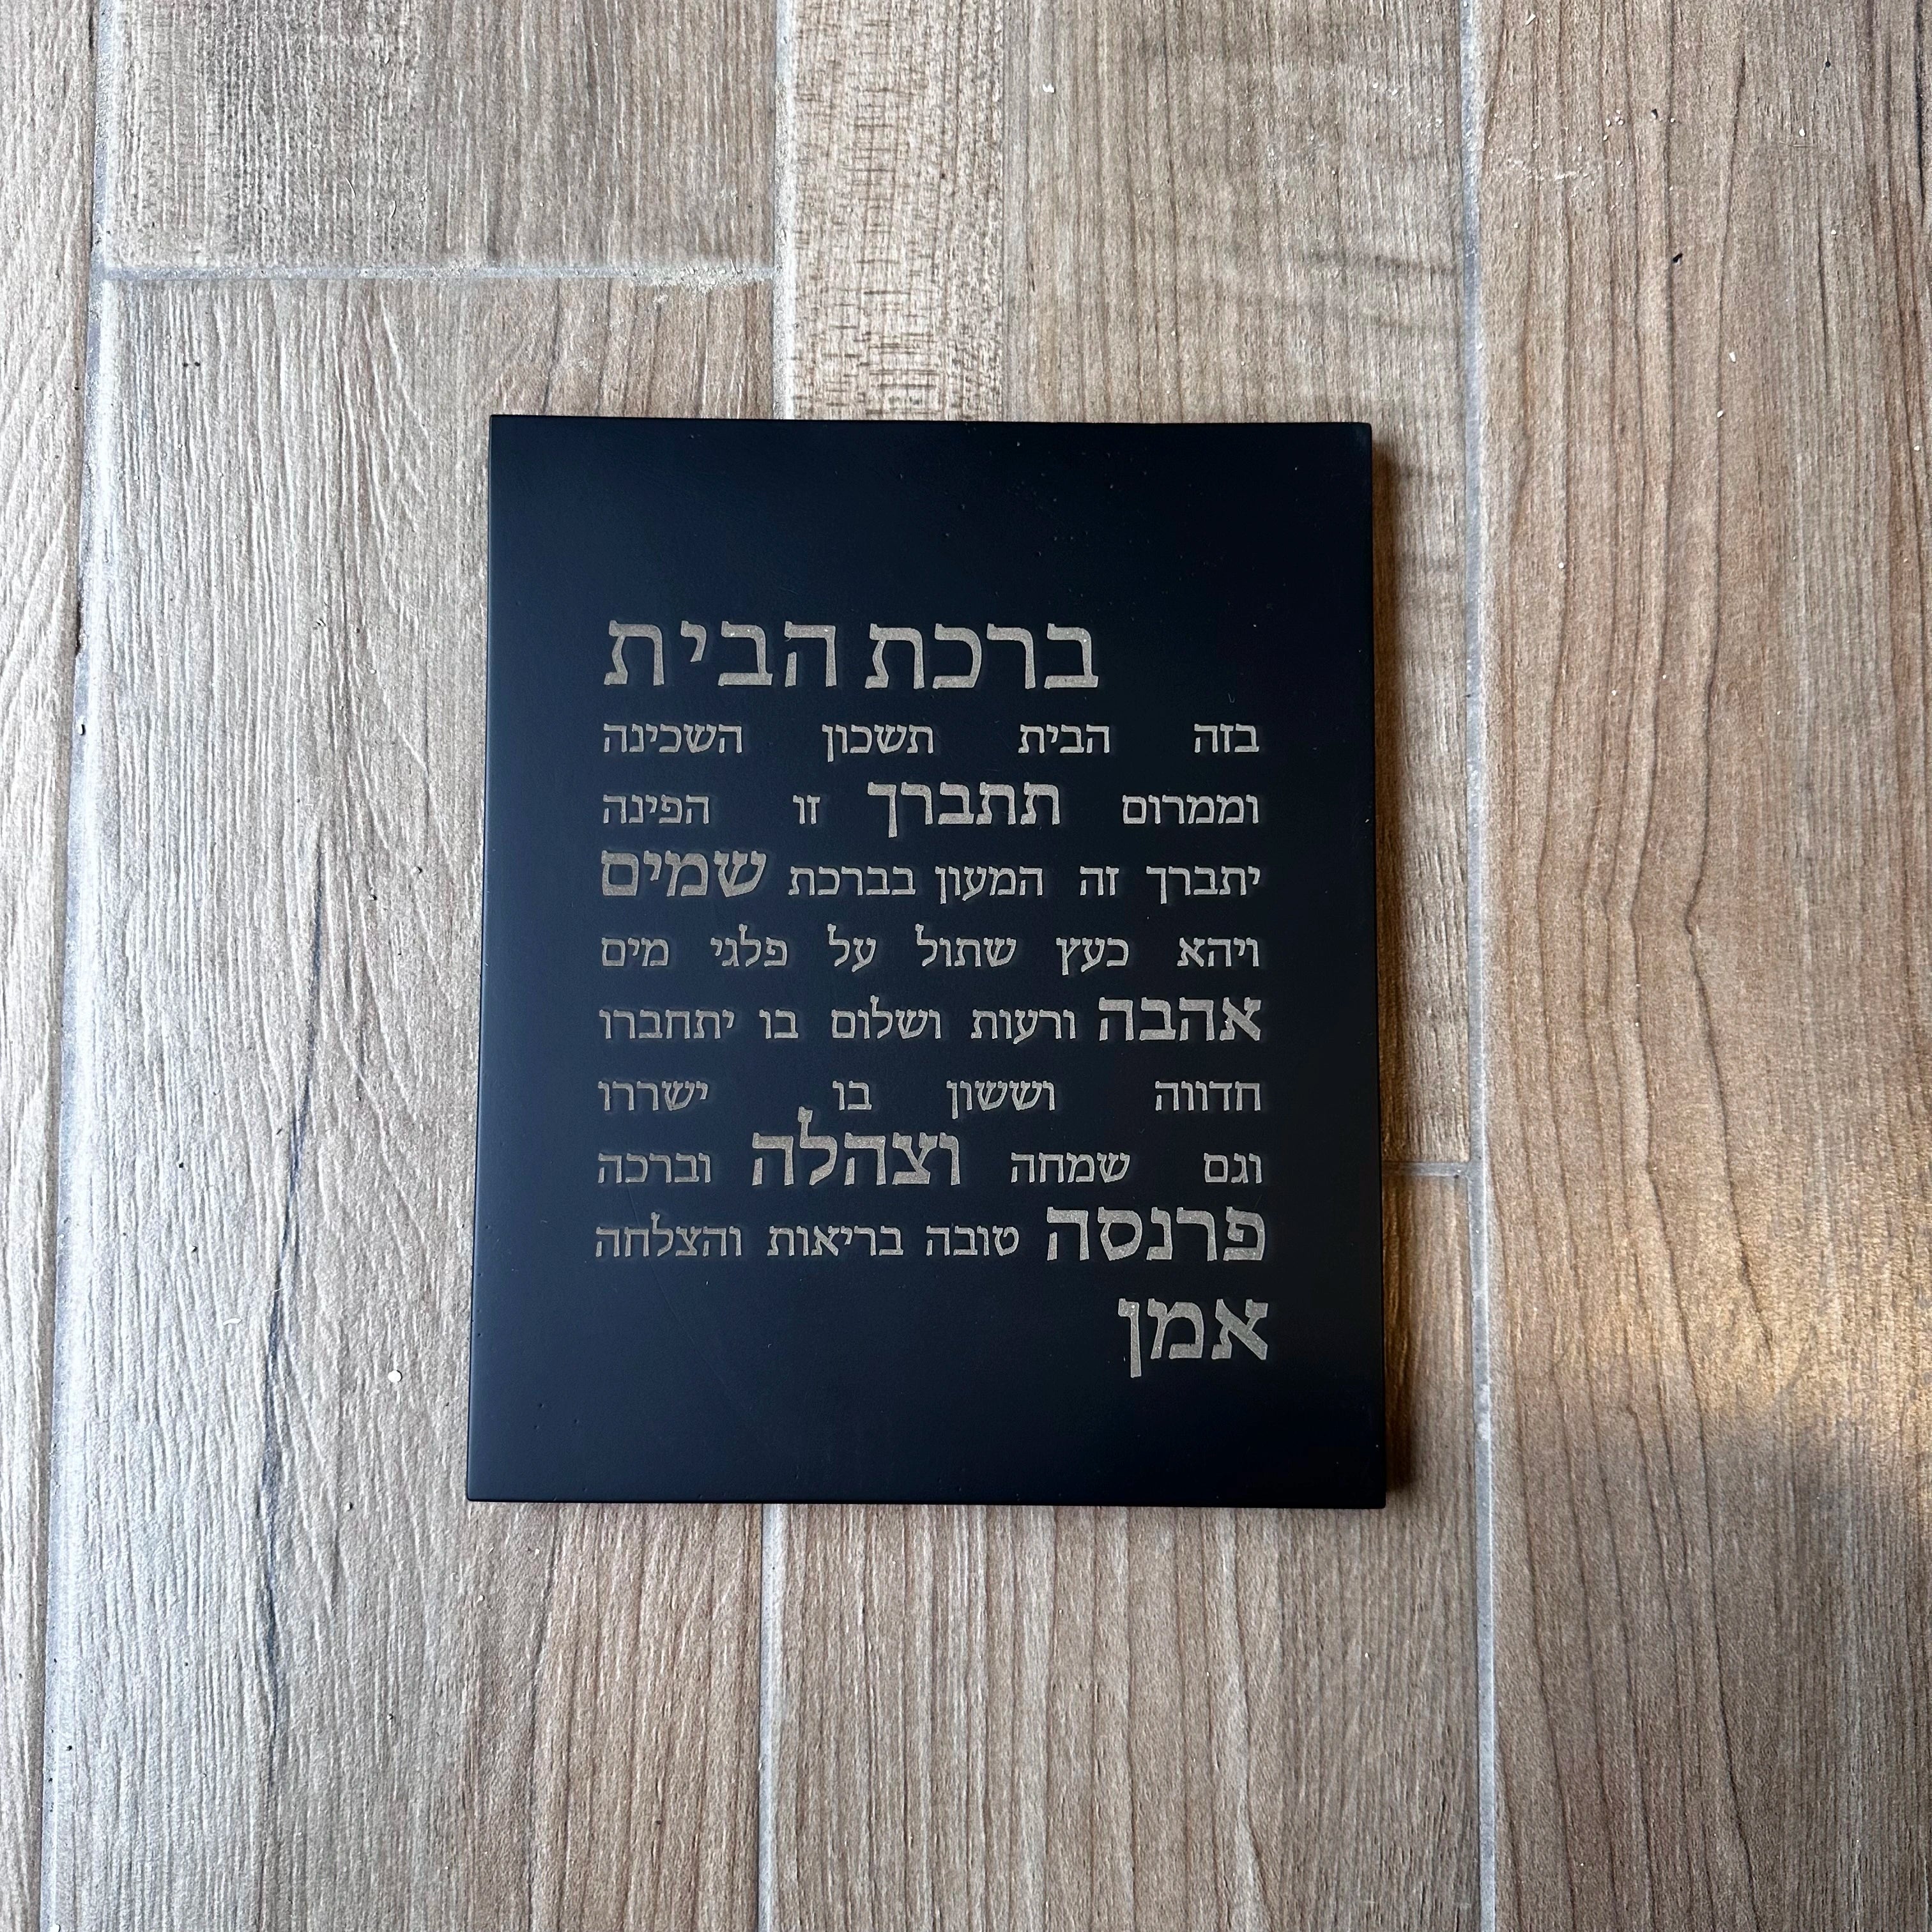 ברכת הבית
בזה הבית תשכון השכינה
וממרום תתברך זו הפינה
יתברך זה המעון בברכת שמים
ויהא כעץ שתול על פלגי מים
אהבה ורעות ושלום בו יתחברו
חדווה וששון בו ישררו
וגם שמחה וצהלה וברכה
פרנסה טובה בריאות והצלחה
אמן